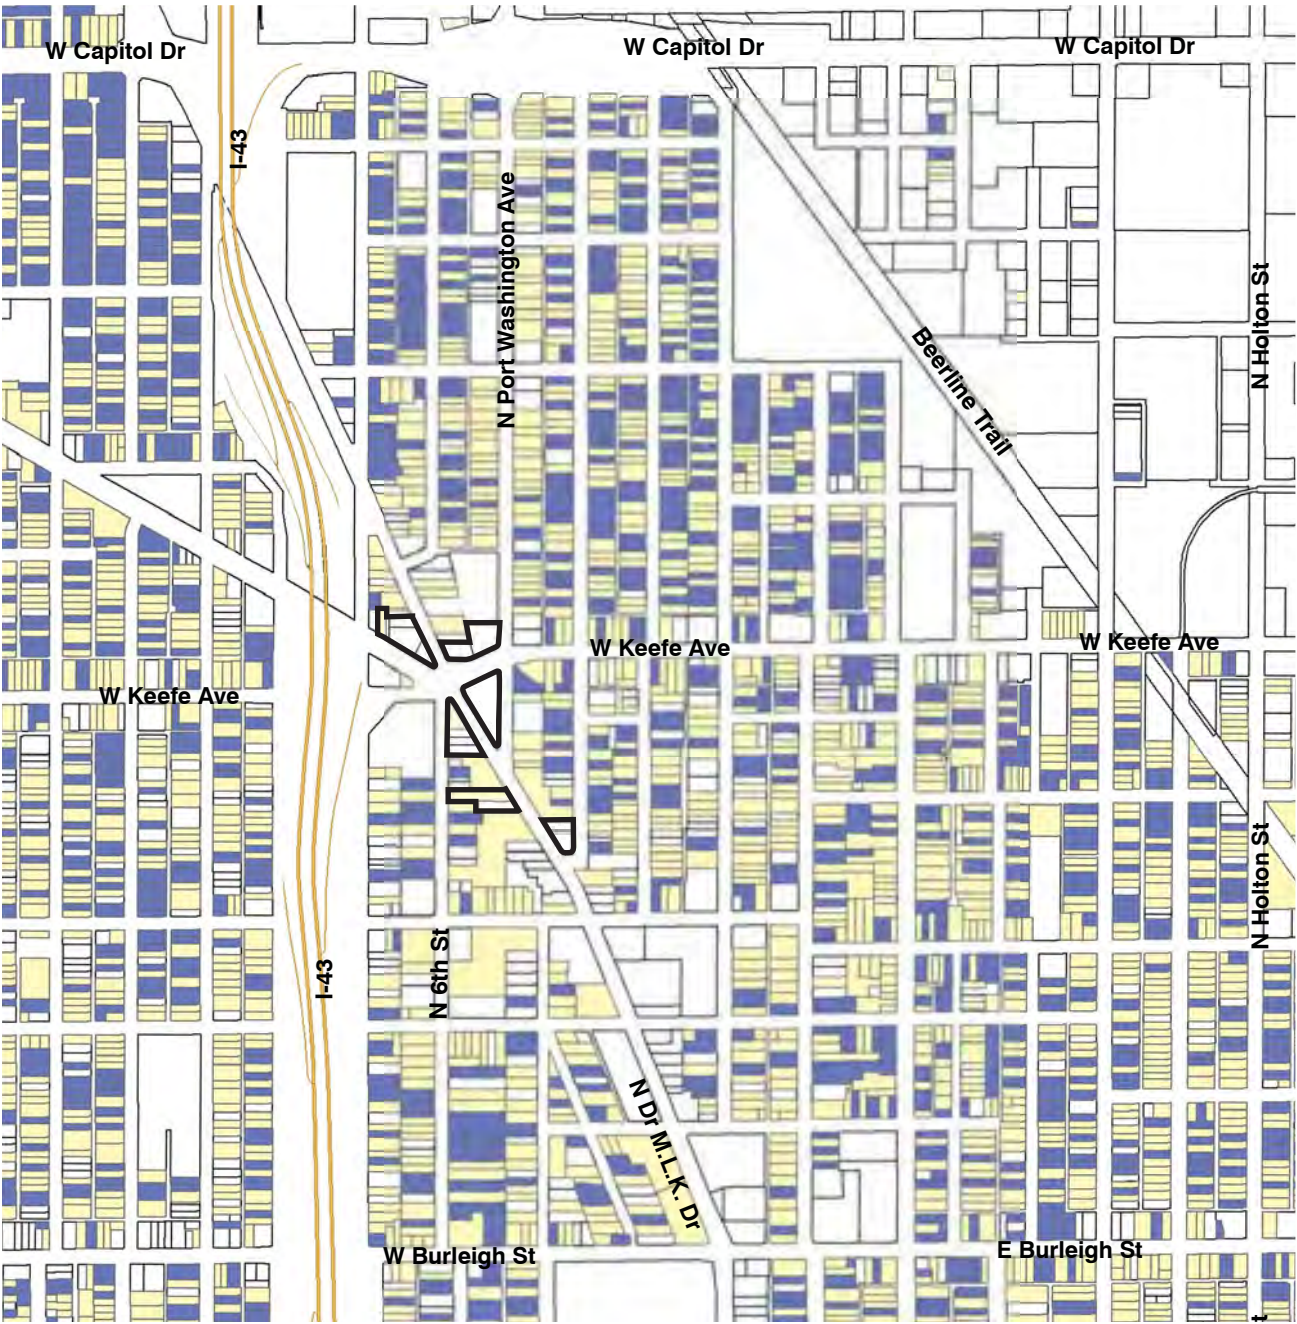 W Capitol Dr
W Capitol Dr
W Capitol Dr
I-43
N Port Washington Ave
N Holton St
Beerline Trail
W Keefe Ave
W Keefe Ave
W Keefe Ave
N Holton St
N 6th St
I-43
N Dr M.L.K. Dr
W Burleigh St
E Burleigh St